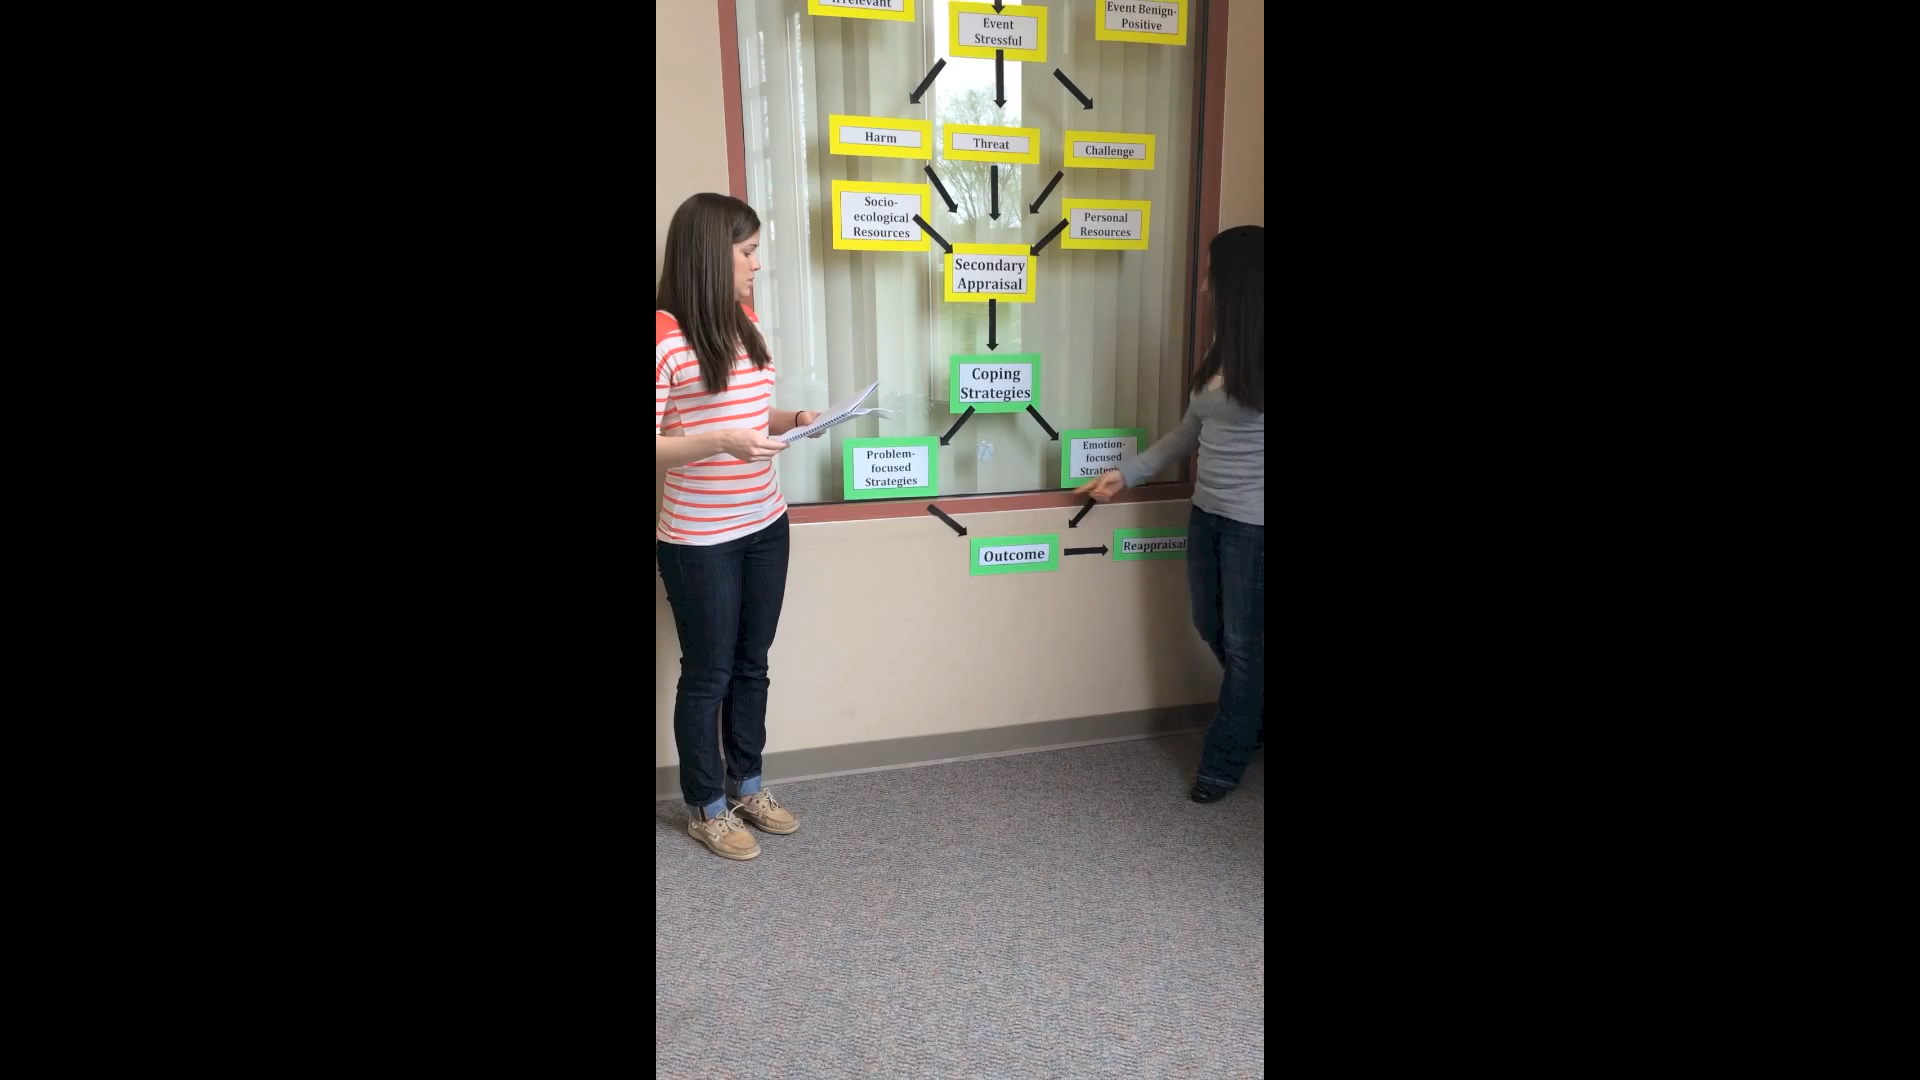 Irrelevant
Event
Stressful
Event Benign-
Positive
Harm
Threat
Challenge
Socio-
ecological
Resources
Personal
Resources
Secondary
Appraisal
Coping
Strategies
Problem-
focused
Strategies
Emotion-
focused
Outcome
Reappraisal